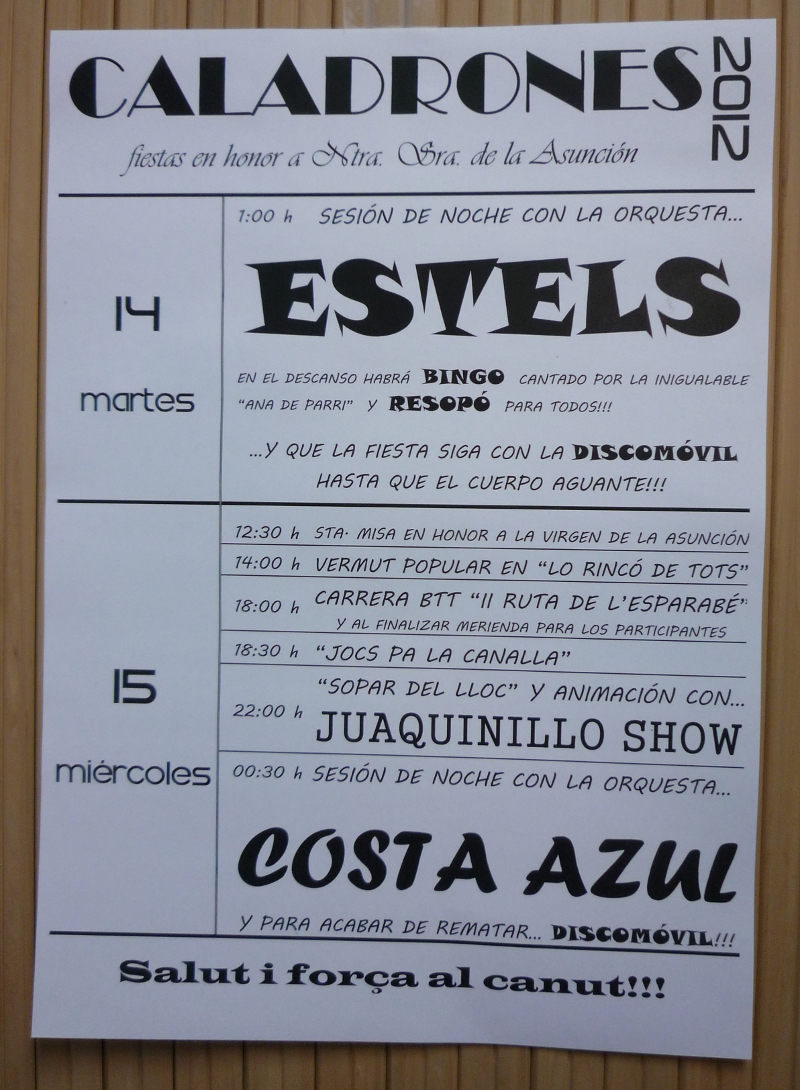 CALADRONES 2012
fiestas en honor a Ntra. Sra. de la Asunción
14
martes
1:00 h SESIÓN DE NOCHE CON LA ORQUESTA...
ESTELS
EN EL DESCANSO HABRÁ BINGO CANTADO POR LA INIGUALABLE
"ANA DE PARRI" Y RESOPÓ PARA TODOS!!!
...Y QUE LA FIESTA SIGA CON LA DISCOMÓVIL
HASTA QUE EL CUERPO AGUANTE!!!
15
miércoles
12:30 h STA. MISA EN HONOR A LA VIRGEN DE LA ASUNCIÓN
14:00 h VERMUT POPULAR EN "LO RINCÓ DE TOTS"
18:00 h CARRERA BTT "II RUTA DE L'ESPARABÉ"
Y AL FINALIZAR MERIENDA PARA LOS PARTICIPANTES
18:30 h "JOCS PA LA CANALLA"
22:00 h "SOPAR DEL LLOC" Y ANIMACIÓN CON...
JUAQUINILLO SHOW
00:30 h SESIÓN DE NOCHE CON LA ORQUESTA...
COSTA AZUL
Y PARA ACABAR DE REMATAR... DISCOMÓVIL!!!
Salut i força al canut!!!